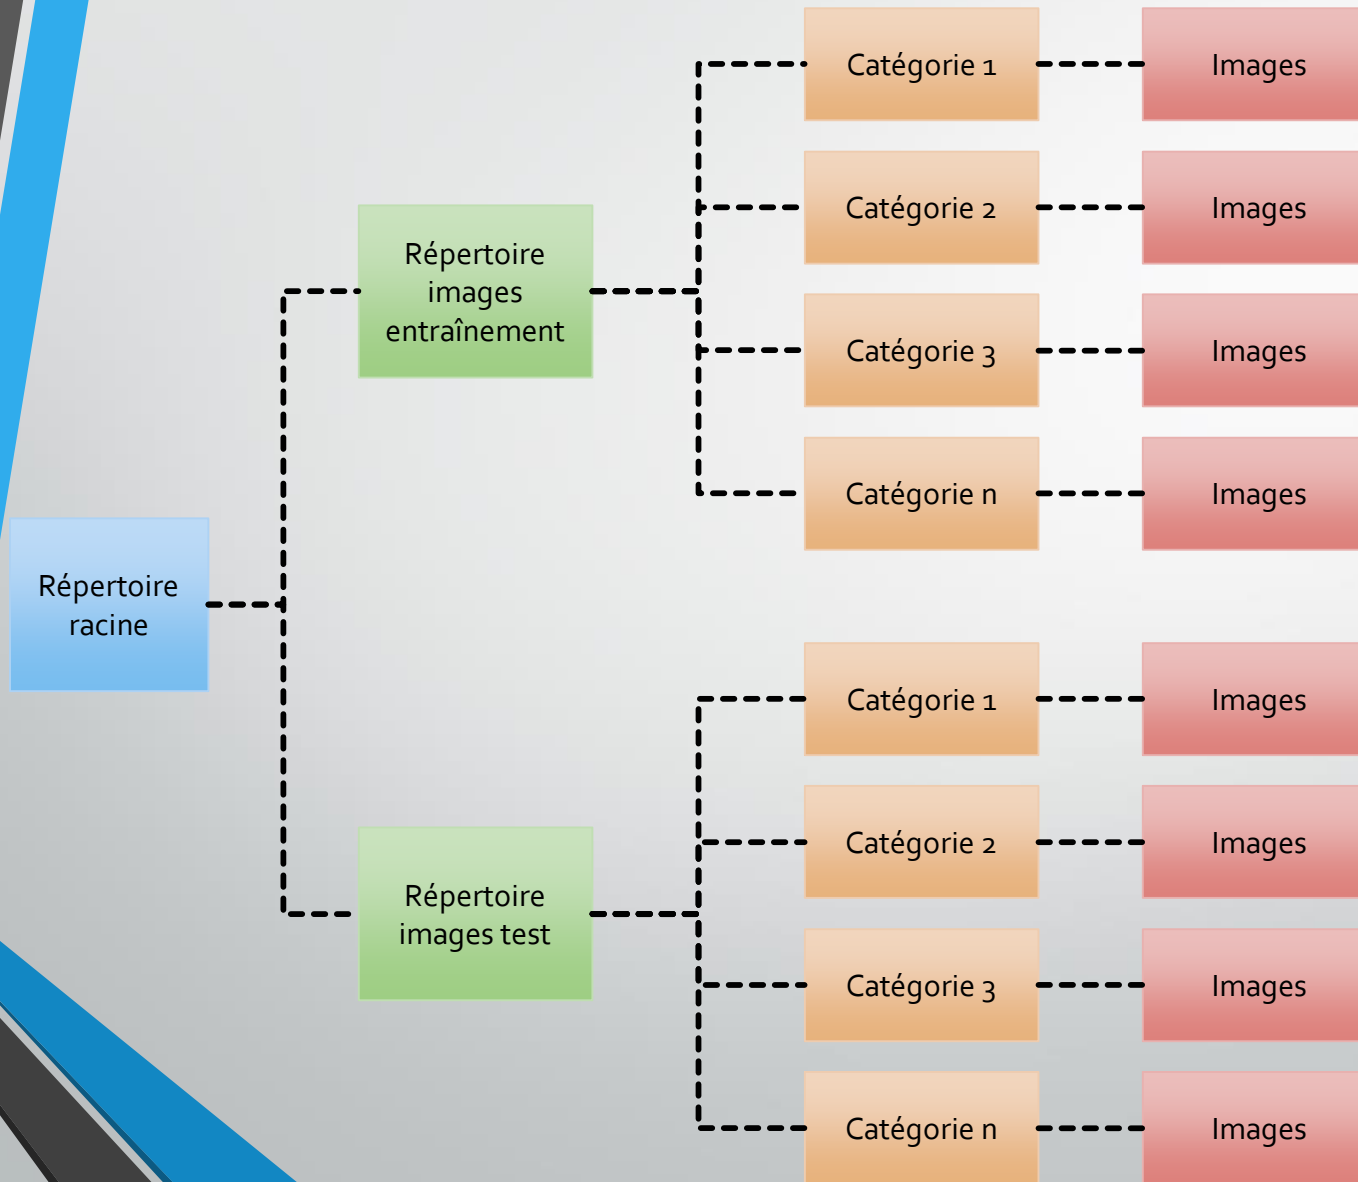 Catégorie 1
Images
Catégorie 2
Images
Répertoire
images
entraînement
Catégorie 3
Images
Catégorie n
Images
Répertoire
racine
Catégorie 1
Images
Catégorie 2
Images
Répertoire
images test
Catégorie 3
Images
Catégorie n
Images